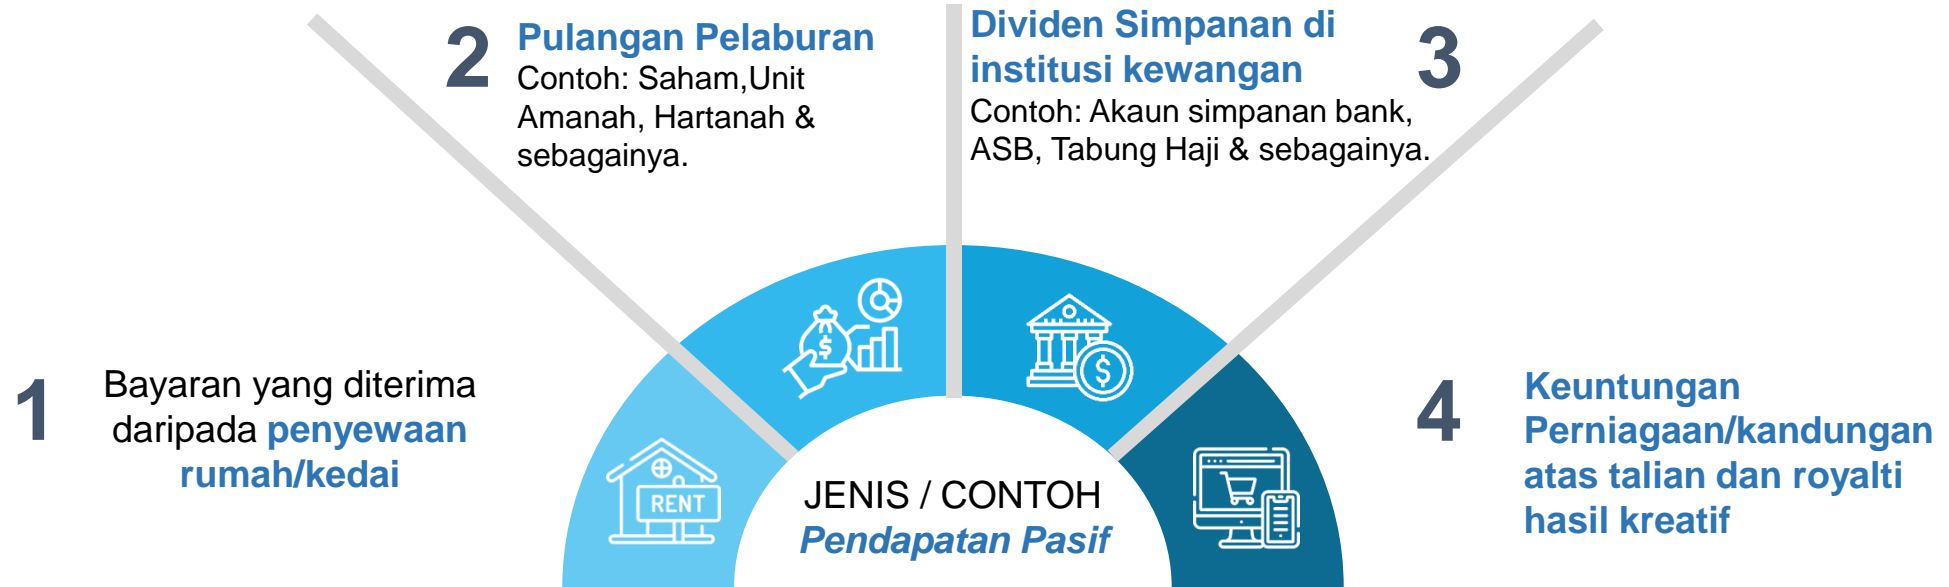 1
Bayaran yang diterima
daripada penyewaan
rumah/kedai
2
Pulangan Pelaburan
Contoh: Saham,Unit
Amanah, Hartanah &
sebagainya.
Dividen Simpanan di
institusi kewangan
Contoh: Akaun simpanan bank,
ASB, Tabung Haji & sebagainya.
3
4
Keuntungan
Perniagaan/kandungan
atas talian dan royalti
hasil kreatif
RENT
$
$
JENIS / CONTOH
Pendapatan Pasif